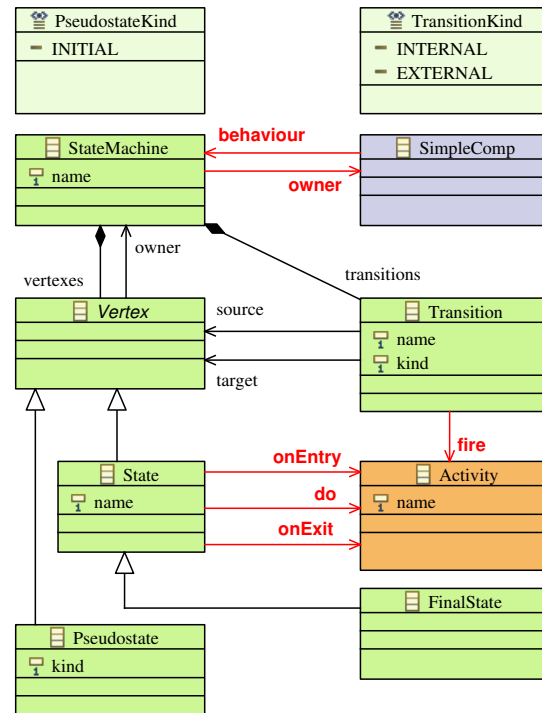 PseudostateKind
INITIAL
TransitionKind
INTERNAL
EXTERNAL
StateMachine
name
behaviour
owner
SimpleComp
owner
vertexes
transitions
Vertex
source
target
Transition
name
kind
fire
State
name
onEntry
do
onExit
Activity
name
FinalState
Pseudostate
kind